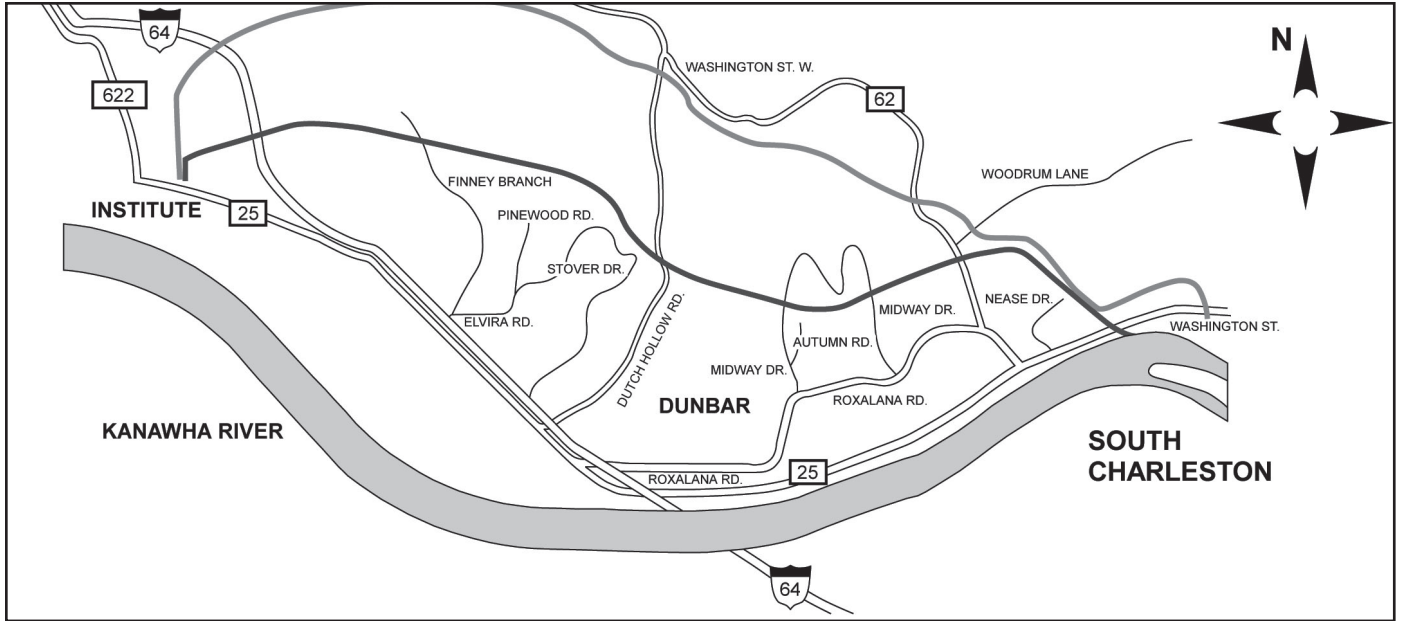 64
N
WASHINGTON ST. W.
622
62
WOODRUM LANE
FINNEY BRANCH
INSTITUTE
25
PINEWOOD RD.
STOVER DR.
NEASE DR.
MIDWAY DR.
ELVIRA RD.
WASHINGTON ST.
AUTUMN RD.
DUTCH HOLLOW RD.
MIDWAY DR.
ROXALANA RD.
DUNBAR
KANAWHA RIVER
SOUTH
CHARLESTON
25
ROXALANA RD.
64